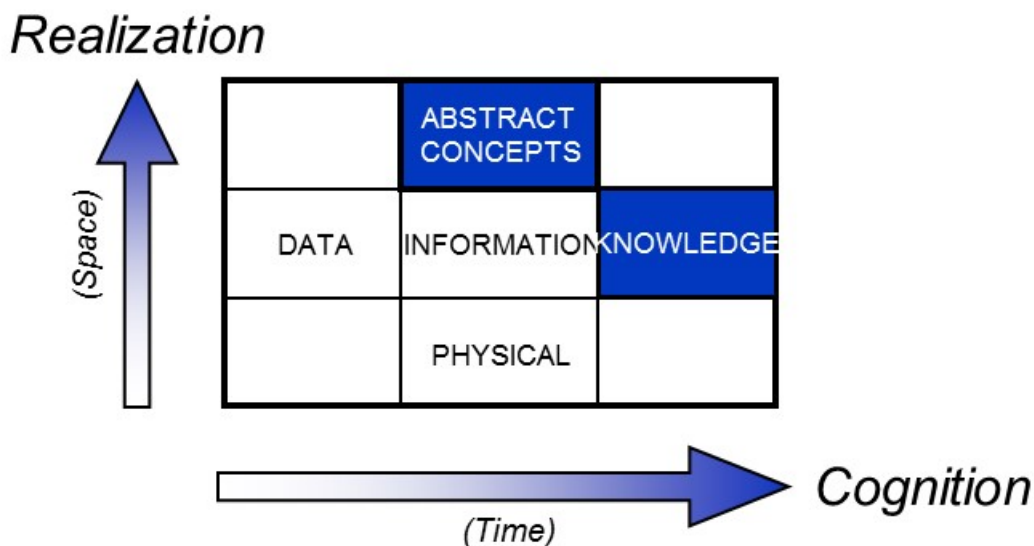 Realization
(Space)
ABSTRACT
CONCEPTS
DATA
INFORMATION
KNOWLEDGE
PHYSICAL
Cognition
(Time)